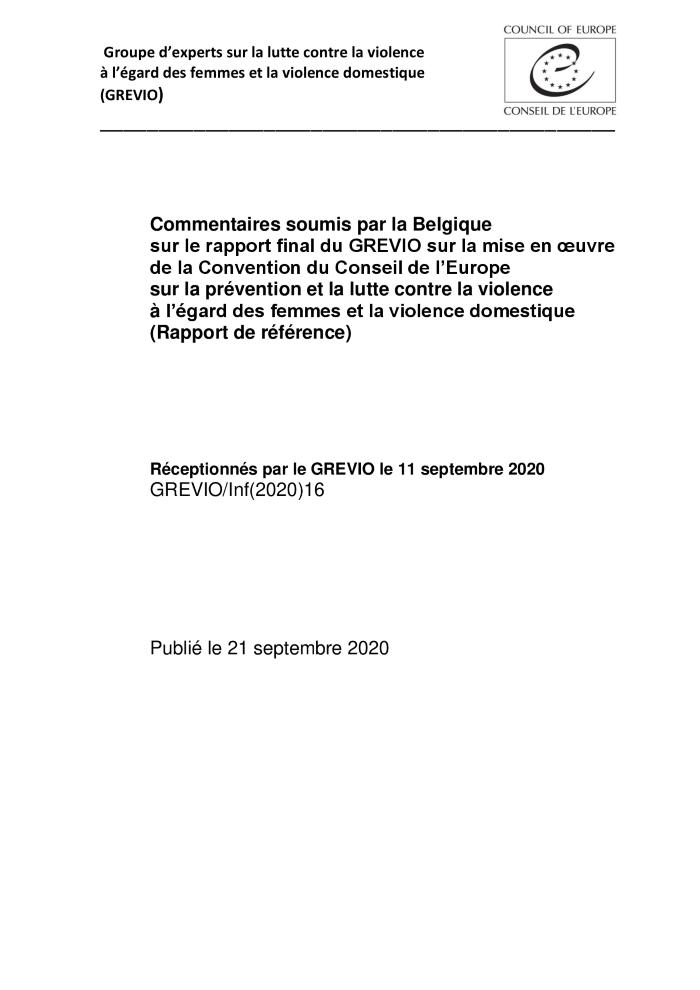 COUNCIL OF EUROPE
Groupe d’experts sur la lutte contre la violence
à l’égard des femmes et la violence domestique
(GREVIO)
CONSEIL DE L'EUROPE
Commentaires soumis par la Belgique
sur le rapport final du GREVIO sur la mise en œuvre
de la Convention du Conseil de l’Europe
sur la prévention et la lutte contre la violence
à l’égard des femmes et la violence domestique
(Rapport de référence)
Réceptionnés par le GREVIO le 11 septembre 2020
GREVIO/Inf(2020)16
Publié le 21 septembre 2020